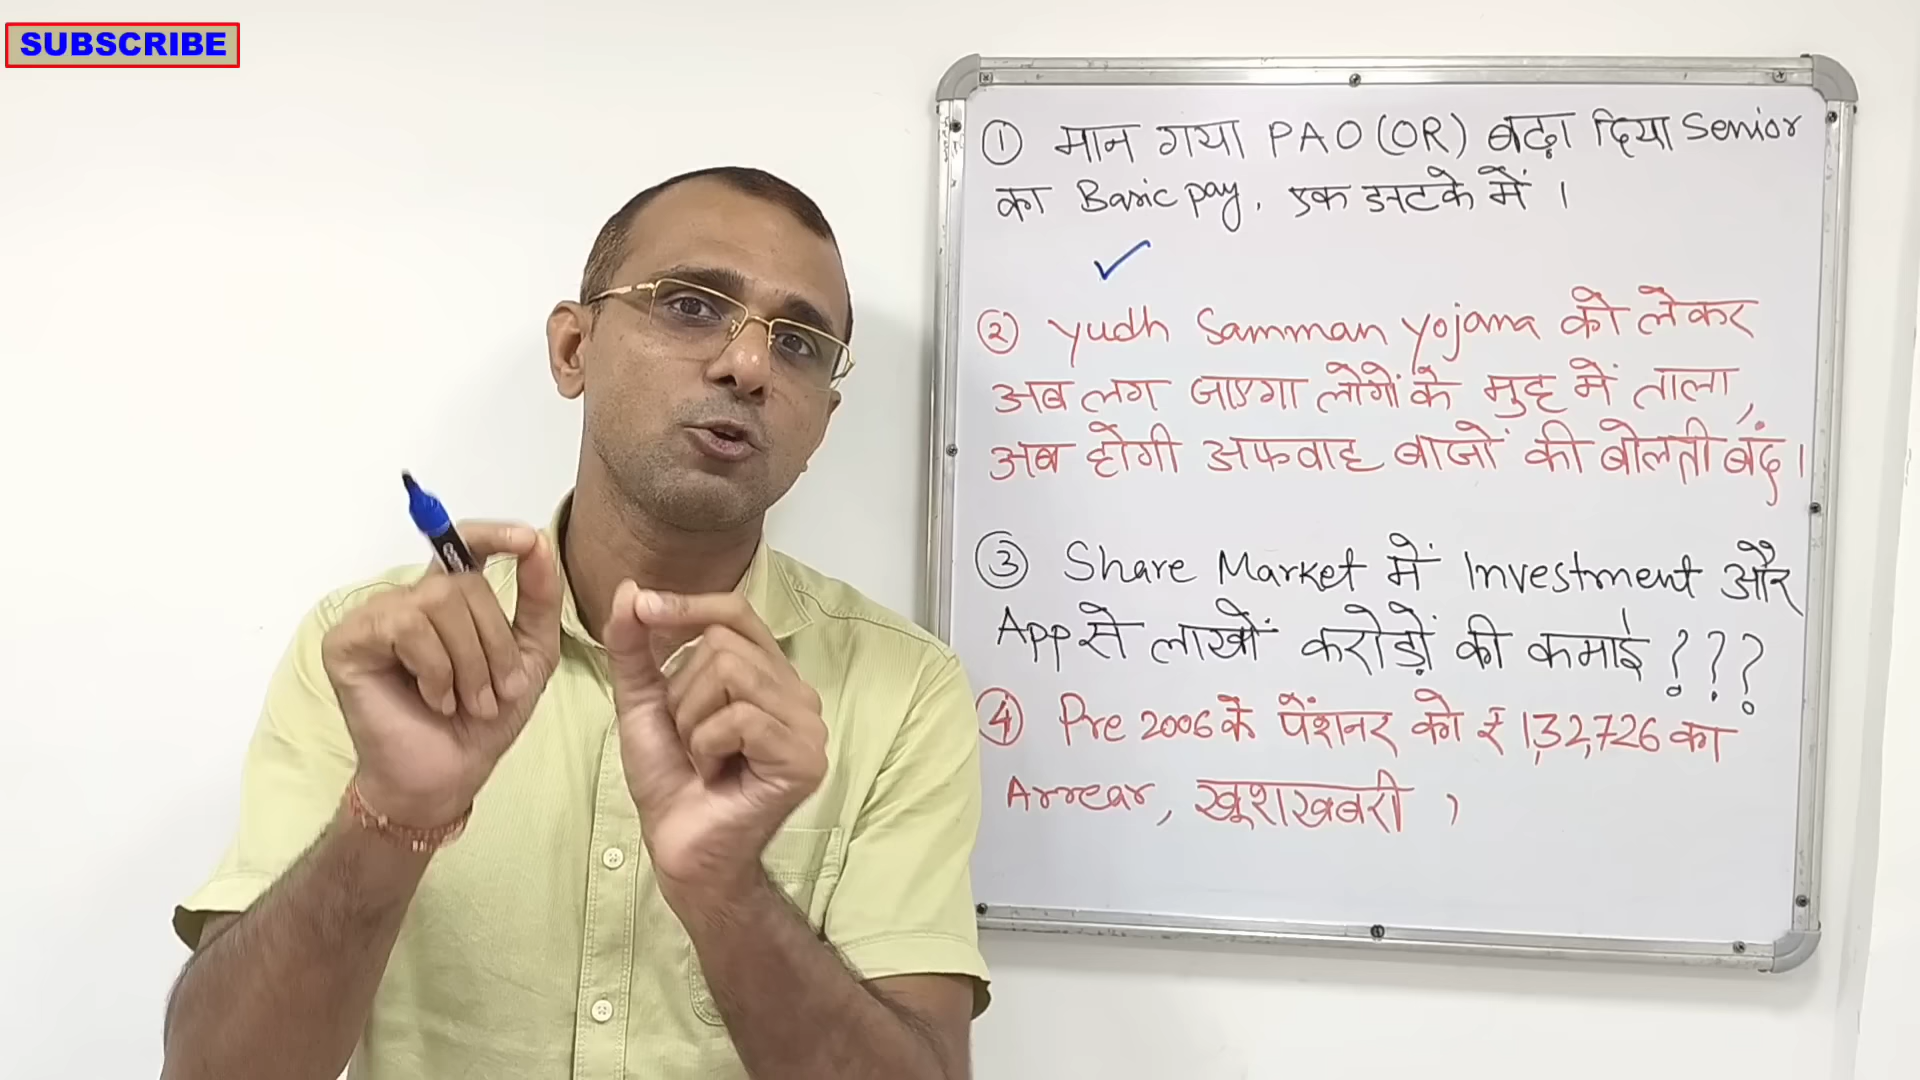 SUBSCRIBE
① मान गया PAO(OR) बढ़ा दिया Senior
का Basic pay, एक झटके में ।
② Yudh Samman Yojana को लेकर
अब लग जाएगा लोगों के मुह में ताला,
अब होंगी अफवाह बाजों की बोलती बंद ।
③ Share Market में Investment और
App से लाखों करोड़ों की कमाई ???
④ Pre 2006 के पेंशनर को ₹ 1,32,726 का
Arrear, खुशखबरी ,